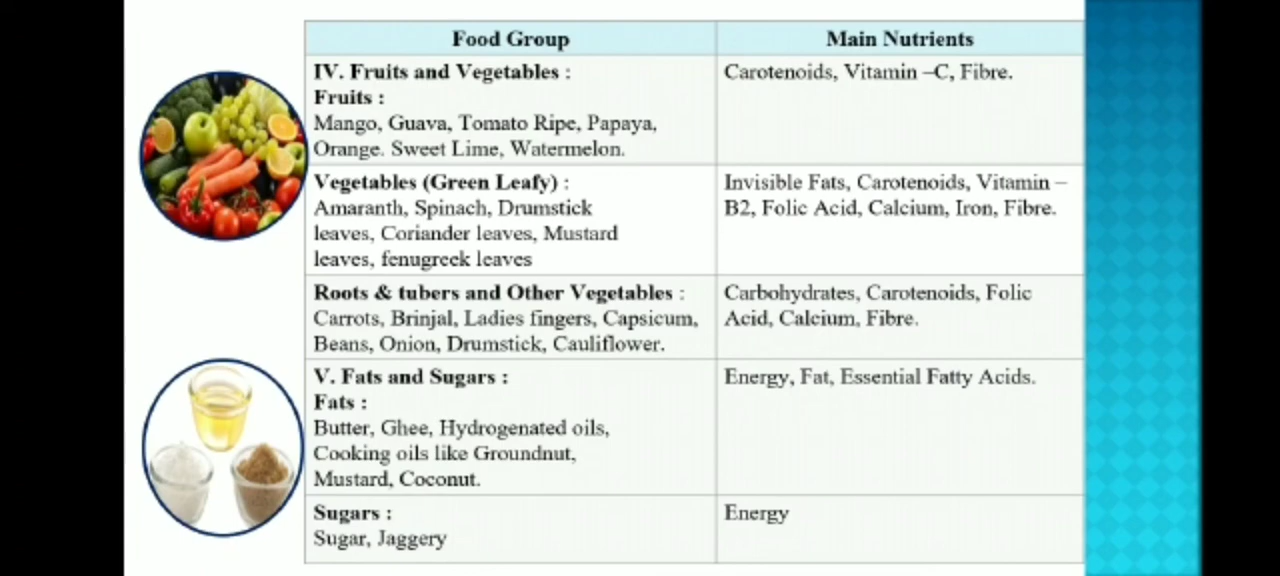 Food Group
Main Nutrients
IV. Fruits and Vegetables :
Fruits :
Mango, Guava, Tomato Ripe, Papaya,
Orange. Sweet Lime, Watermelon.
Carotenoids, Vitamin –C, Fibre.
Vegetables (Green Leafy) :
Amaranth, Spinach, Drumstick
leaves, Coriander leaves, Mustard
leaves, fenugreek leaves
Invisible Fats, Carotenoids, Vitamin –
B2, Folic Acid, Calcium, Iron, Fibre.
Roots & tubers and Other Vegetables :
Carrots, Brinjal, Ladies fingers, Capsicum,
Beans, Onion, Drumstick, Cauliflower.
Carbohydrates, Carotenoids, Folic
Acid, Calcium, Fibre.
V. Fats and Sugars :
Fats :
Butter, Ghee, Hydrogenated oils,
Cooking oils like Groundnut,
Mustard, Coconut.
Energy, Fat, Essential Fatty Acids.
Sugars :
Sugar, Jaggery
Energy